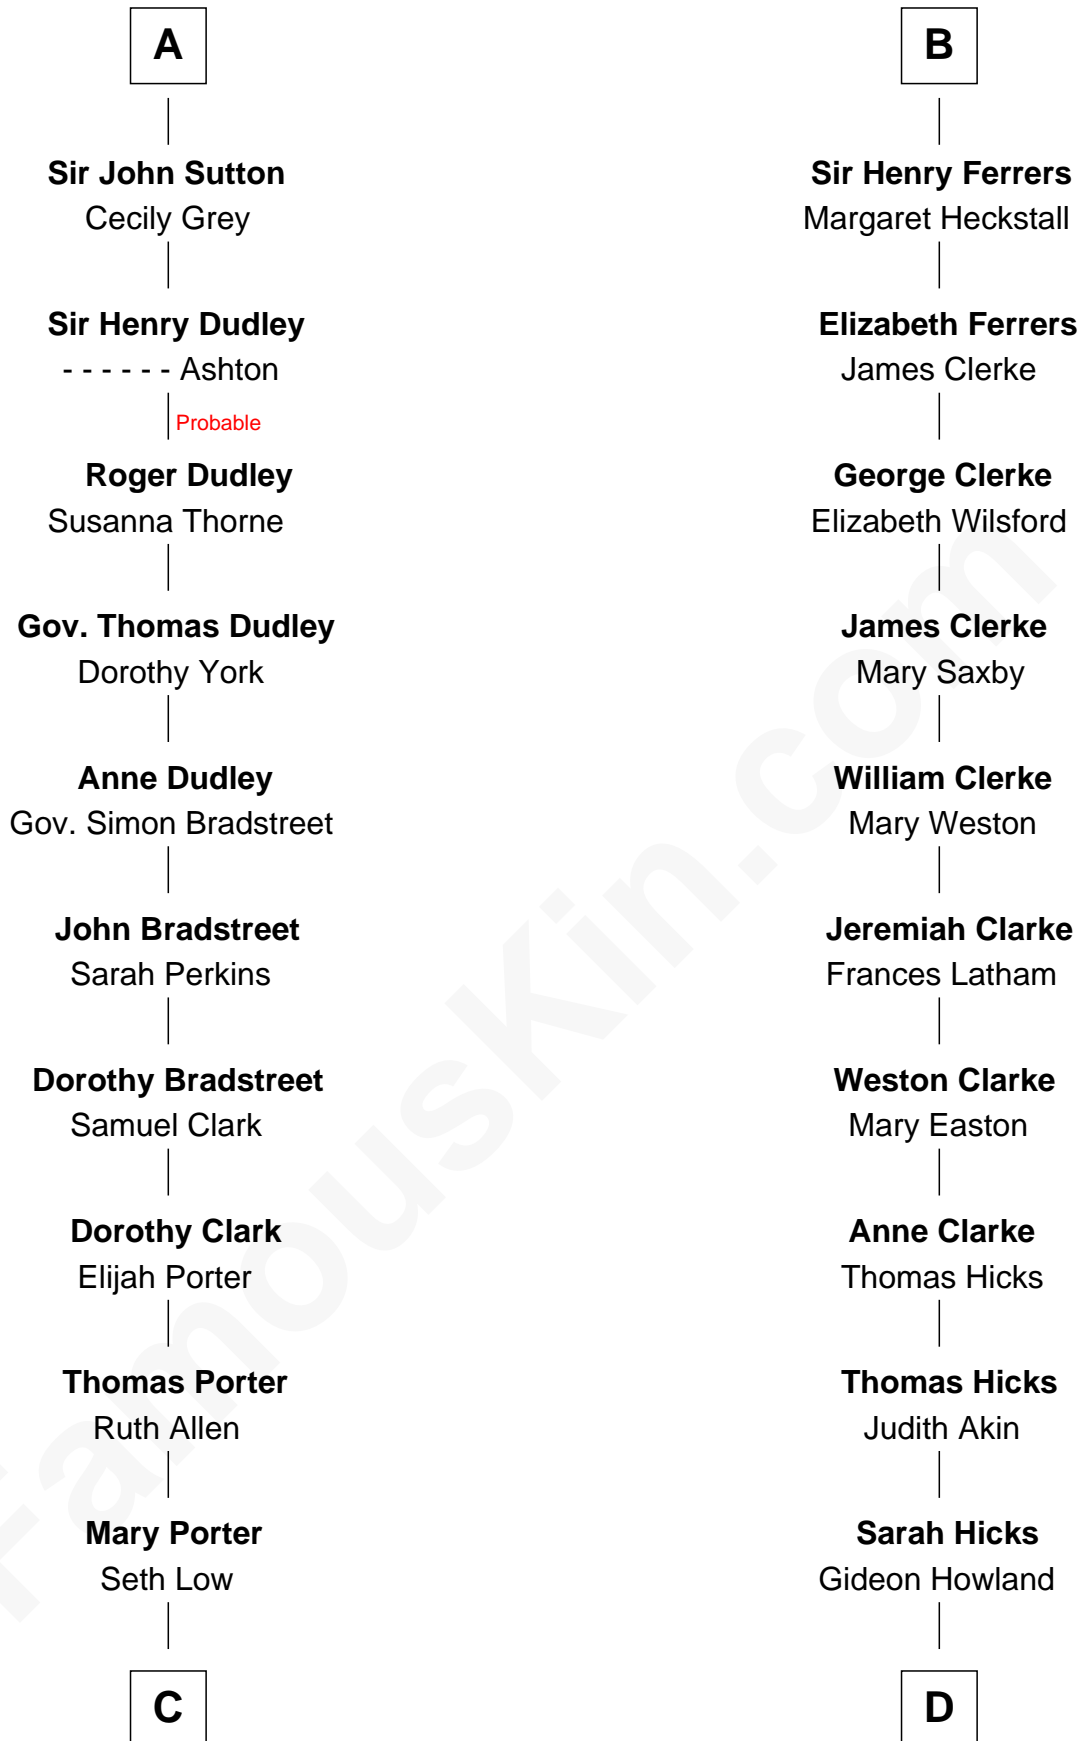 A
Sir John Sutton
Cecily Grey
Sir Henry Dudley
- - - - - - Ashton
Probable
Roger Dudley
Susanna Thorne
Gov. Thomas Dudley
Dorothy York
Anne Dudley
Gov. Simon Bradstreet
John Bradstreet
Sarah Perkins
Dorothy Bradstreet
Samuel Clark
Dorothy Clark
Elijah Porter
Thomas Porter
Ruth Allen
Mary Porter
Seth Low
C
B
Sir Henry Ferrers
Margaret Heckstall
Elizabeth Ferrers
James Clerke
George Clerke
Elizabeth Wilsford
James Clerke
Mary Saxby
William Clerke
Mary Weston
Jeremiah Clarke
Frances Latham
Weston Clarke
Mary Easton
Anne Clarke
Thomas Hicks
Thomas Hicks
Judith Akin
Sarah Hicks
Gideon Howland
D
FamousKin.com